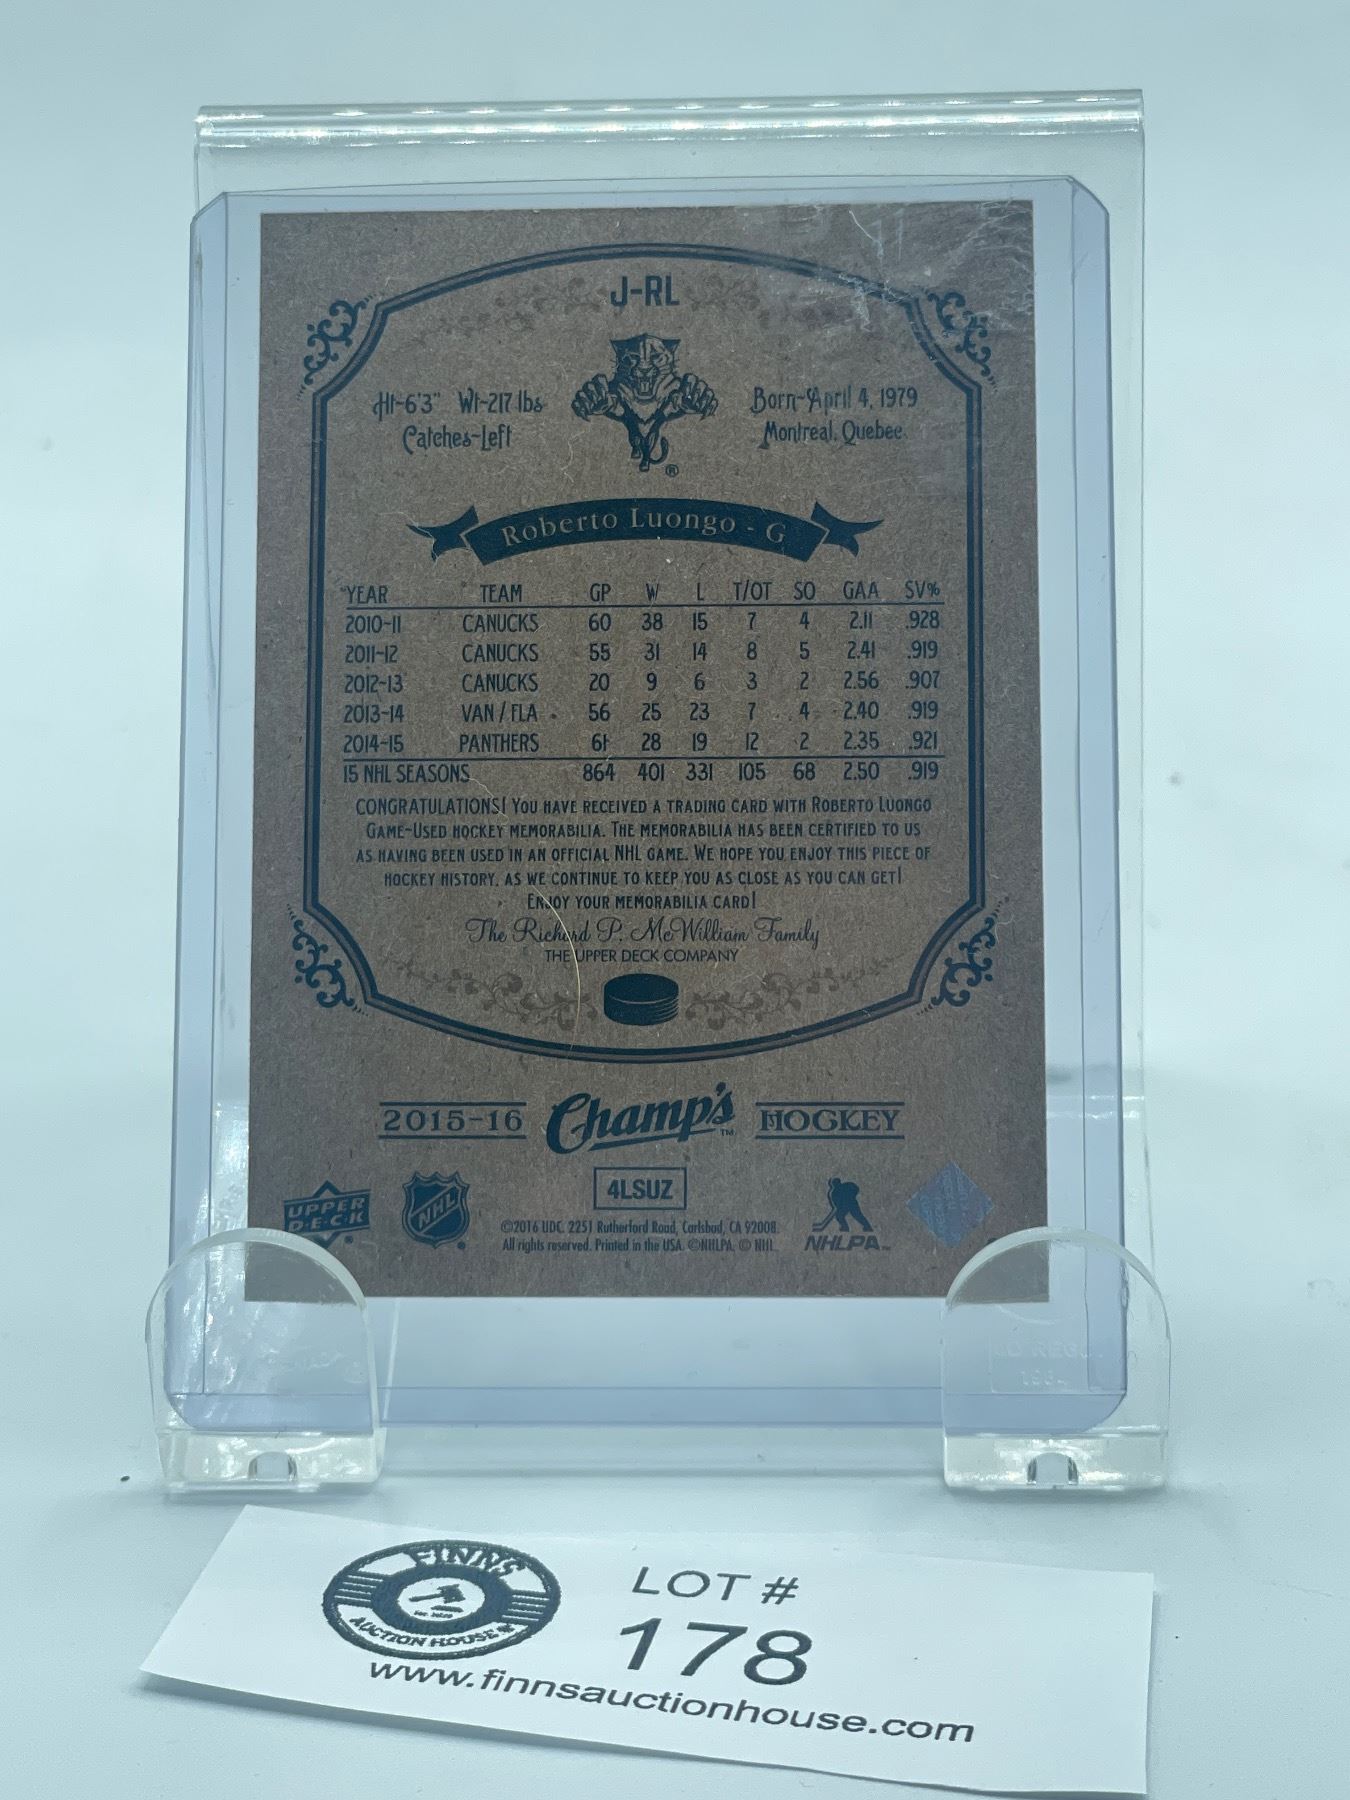 J-RL
Ht-6'3" Wt-217 lbs
Catches-Left
Born-April 4, 1979
Montreal, Quebec
®
Roberto Luongo - G
YEAR TEAM GP W L T/OT SO GAA SV%
2010-11 CANUCKS 60 38 15 7 4 2.11 .928
2011-12 CANUCKS 55 31 14 8 5 2.41 .919
2012-13 CANUCKS 20 9 6 3 2 2.56 .907
2013-14 VAN / FLA 56 25 23 7 4 2.40 .919
2014-15 PANTHERS 61 28 19 12 2 2.35 .921
15 NHL SEASONS 864 401 331 105 68 2.50 .919
CONGRATULATIONS! YOU HAVE RECEIVED A TRADING CARD WITH ROBERTO LUONGO
GAME-USED HOCKEY MEMORABILIA. THE MEMORABILIA HAS BEEN CERTIFIED TO US
AS HAVING BEEN USED IN AN OFFICIAL NHL GAME. WE HOPE YOU ENJOY THIS PIECE OF
HOCKEY HISTORY, AS WE CONTINUE TO KEEP YOU AS CLOSE AS YOU CAN GET!
ENJOY YOUR MEMORABILIA CARD!
The Richard P. McWilliam Family
THE UPPER DECK COMPANY
2015-16 Champ's™ HOCKEY
4LSUZ
UPPER DECK
NHL
NHLPA™
©2016 UDC. 2251 Rutherford Road, Carlsbad, CA 92008.
All rights reserved. Printed in the USA. ©NHLPA. © NHL.
FINNS
AUCTION HOUSE
LOT #
178
www.finnsauctionhouse.com